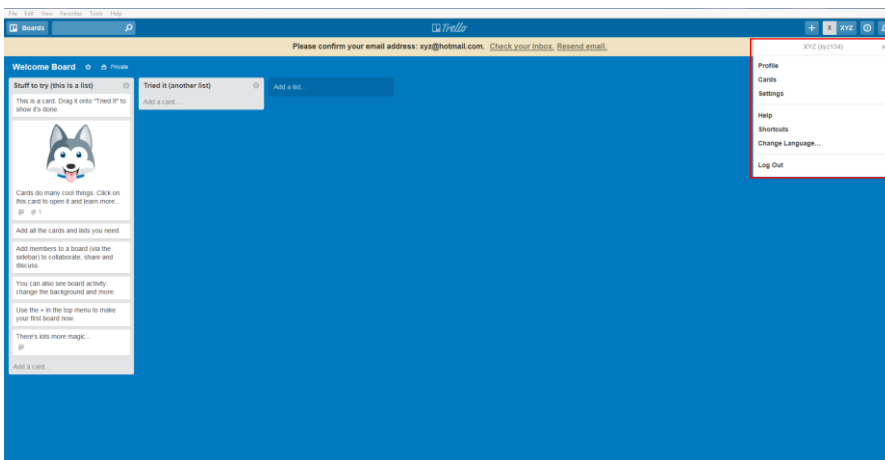 File Edit View Favorites Tools Help
Boards
Trello
X XYZ
Please confirm your email address: xyz@hotmail.com. Check your inbox. Resend email.
XYZ (xyz134)
Profile
Cards
Settings
Help
Shortcuts
Change Language...
Log Out
Welcome Board Private
Stuff to try (this is a list)
This is a card. Drag it onto "Tried It" to
show it's done.
Cards do many cool things. Click on
this card to open it and learn more...
1
Add all the cards and lists you need.
Add members to a board (via the
sidebar) to collaborate, share and
discuss.
You can also see board activity,
change the background and more.
Use the + in the top menu to make
your first board now.
There's lots more magic...
Add a card...
Tried it (another list)
Add a card...
Add a list...